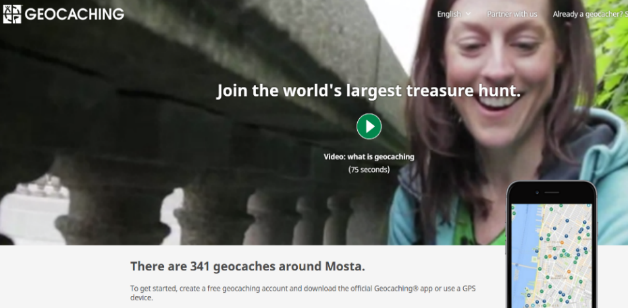 GEOCACHING
English Partner with us Already a geocacher?
Join the world's largest treasure hunt.
Video: what is geocaching
(75 seconds)
There are 341 geocaches around Mosta.
To get started, create a free geocaching account and download the official Geocaching® app or use a GPS
device.